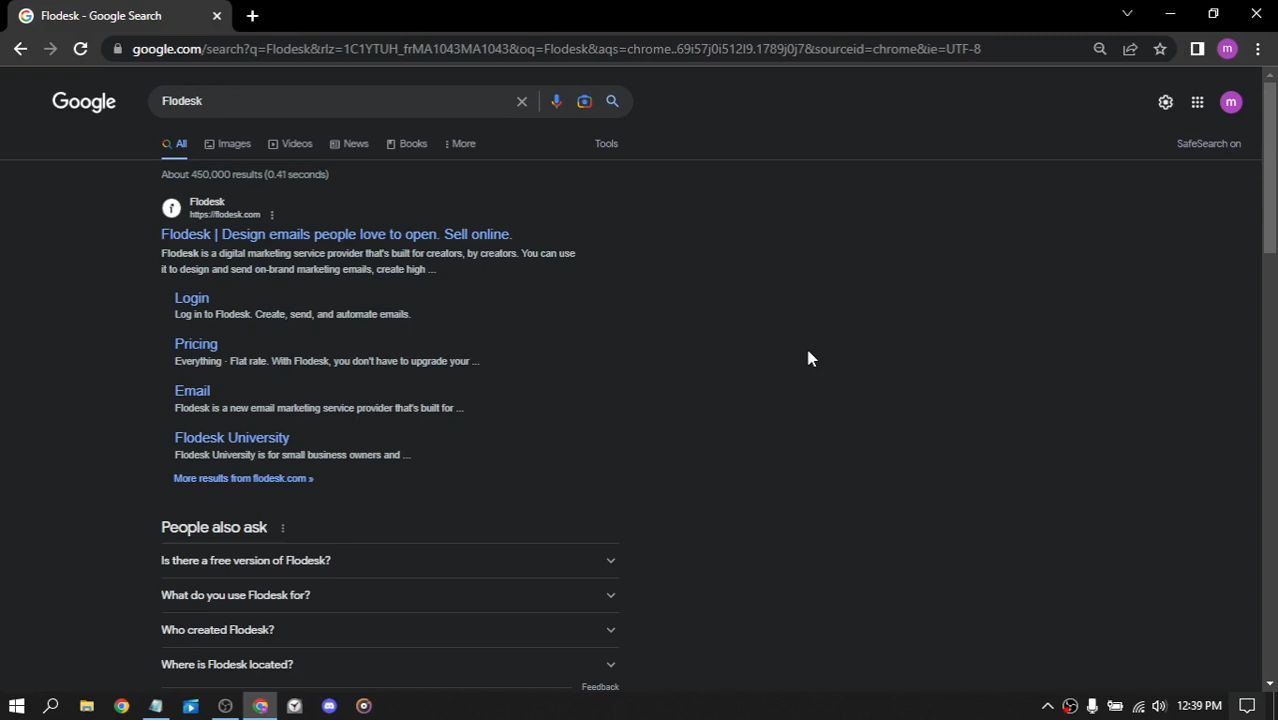 Flodesk - Google Search
google.com/search?q=Flodesk&rlz=1C1YTUH_frMA1043MA1043&oq=Flodesk&aqs=chrome..69i57j0i512l9.1789j0j7&sourceid=chrome&ie=UTF-8
m
Google
Flodesk
m
All
Images
Videos
News
Books
More
Tools
SafeSearch on
About 450,000 results (0.41 seconds)
Flodesk
https://flodesk.com
Flodesk | Design emails people love to open. Sell online.
Flodesk is a digital marketing service provider that's built for creators, by creators. You can use
it to design and send on-brand marketing emails, create high ...
Login
Log in to Flodesk. Create, send, and automate emails.
Pricing
Everything · Flat rate. With Flodesk, you don't have to upgrade your ...
Email
Flodesk is a new email marketing service provider that's built for ...
Flodesk University
Flodesk University is for small business owners and ...
More results from flodesk.com »
People also ask
Is there a free version of Flodesk?
What do you use Flodesk for?
Who created Flodesk?
Where is Flodesk located?
Feedback
12:39 PM